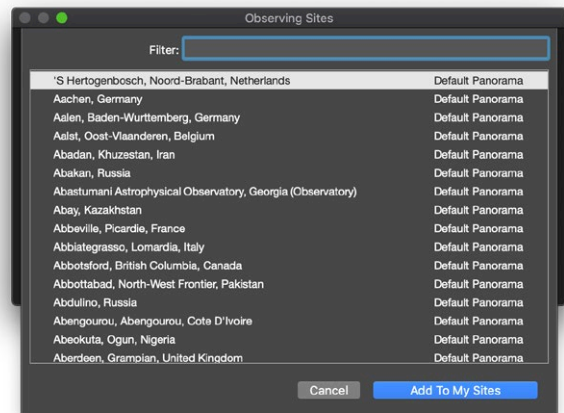 Observing Sites
Filter:
'S Hertogenbosch, Noord-Brabant, Netherlands Default Panorama
Aachen, Germany Default Panorama
Aalen, Baden-Wurttemberg, Germany Default Panorama
Aalst, Oost-Vlaanderen, Belgium Default Panorama
Abadan, Khuzestan, Iran Default Panorama
Abakan, Russia Default Panorama
Abastumani Astrophysical Observatory, Georgia (Observatory) Default Panorama
Abay, Kazakhstan Default Panorama
Abbeville, Picardie, France Default Panorama
Abbiategrasso, Lomardia, Italy Default Panorama
Abbotsford, British Columbia, Canada Default Panorama
Abbottabad, North-West Frontier, Pakistan Default Panorama
Abdulino, Russia Default Panorama
Abengourou, Abengourou, Cote D'Ivoire Default Panorama
Abeokuta, Ogun, Nigeria Default Panorama
Aberdeen, Grampian, United Kingdom Default Panorama
Cancel Add To My Sites